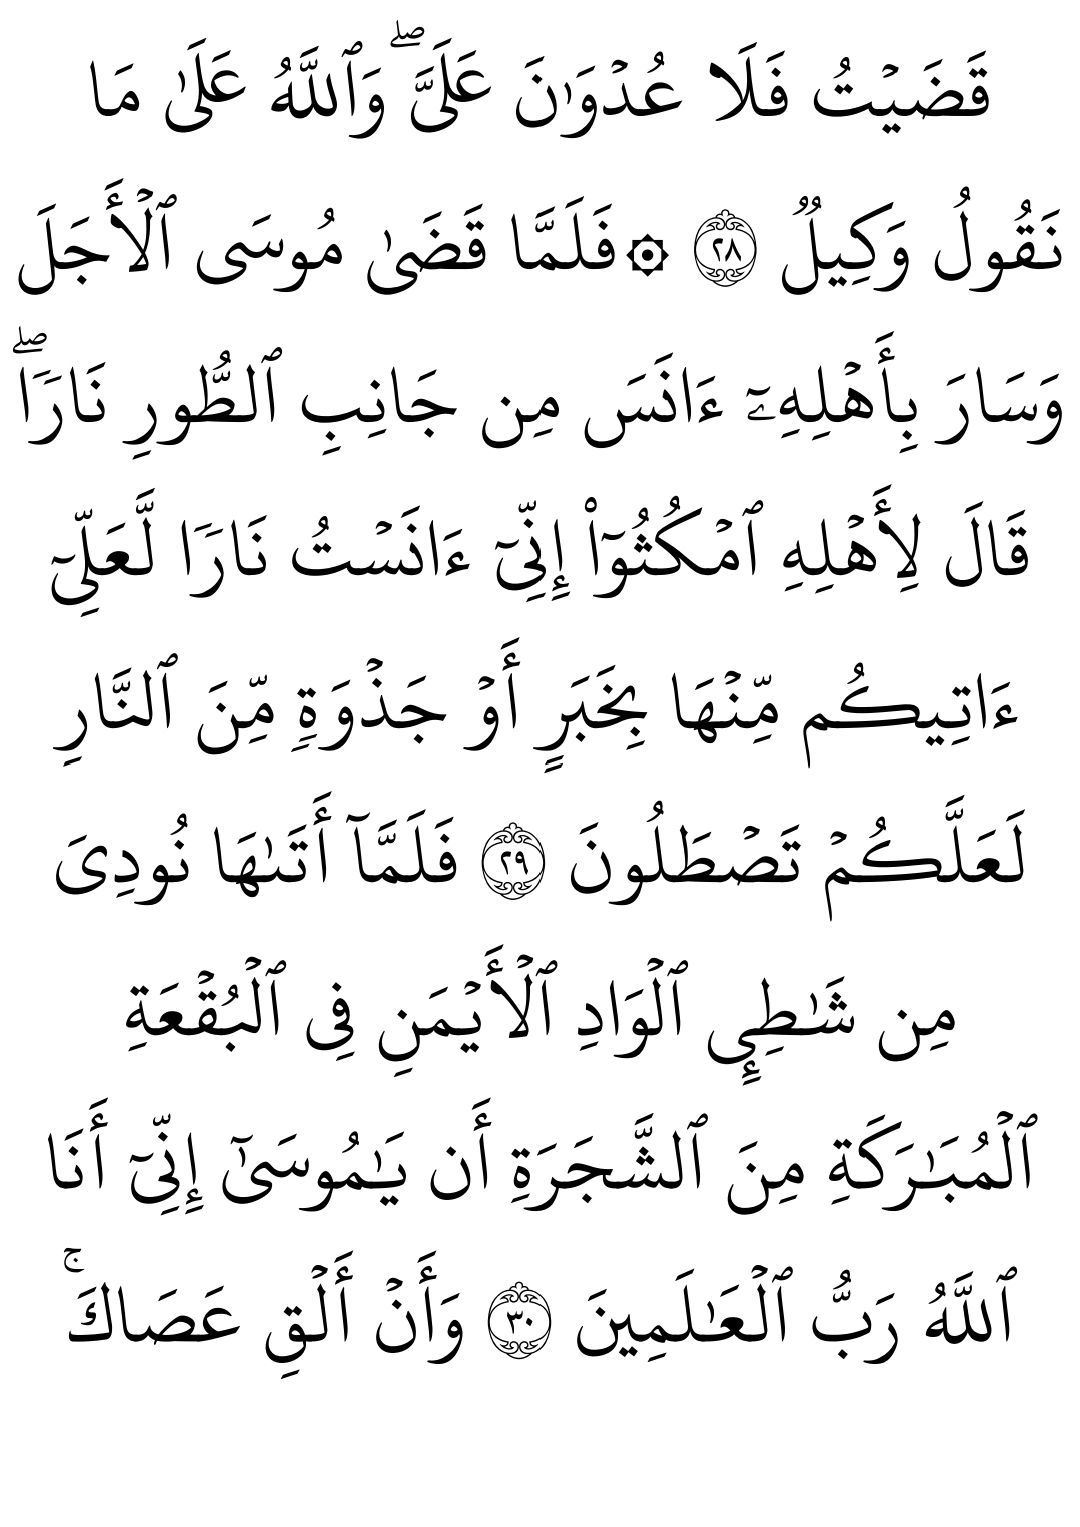 قَضَيۡتُ فَلَا عُدۡوَٰنَ عَلَيَّۖ وَٱللَّهُ عَلَىٰ مَا
نَقُولُ وَكِيلٞ ٢٨ ۞فَلَمَّا قَضَىٰ مُوسَى ٱلۡأَجَلَ
وَسَارَ بِأَهۡلِهِۦٓ ءَانَسَ مِن جَانِبِ ٱلطُّورِ نَارٗاۖ
قَالَ لِأَهۡلِهِ ٱمۡكُثُوٓاْ إِنِّيٓ ءَانَسۡتُ نَارٗا لَّعَلِّيٓ
ءَاتِيكُم مِّنۡهَا بِخَبَرٍ أَوۡ جَذۡوَةٖ مِّنَ ٱلنَّارِ
لَعَلَّكُمۡ تَصۡطَلُونَ ٢٩ فَلَمَّآ أَتَىٰهَا نُودِيَ
مِن شَٰطِيِٕ ٱلۡوَادِ ٱلۡأَيۡمَنِ فِي ٱلۡبُقۡعَةِ
ٱلۡمُبَٰرَكَةِ مِنَ ٱلشَّجَرَةِ أَن يَٰمُوسَىٰٓ إِنِّيٓ أَنَا
ٱللَّهُ رَبُّ ٱلۡعَٰلَمِينَ ٣٠ وَأَنۡ أَلۡقِ عَصَاكَۚ